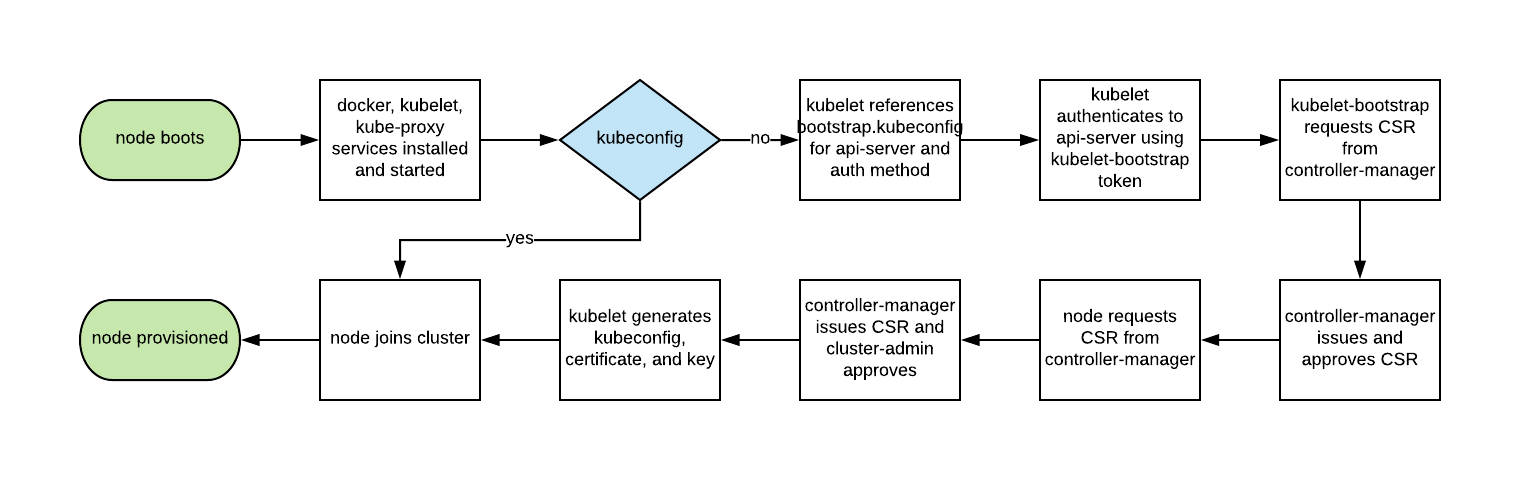 node boots
docker, kubelet,
kube-proxy
services installed
and started
kubeconfig
no
kubelet references
bootstrap.kubeconfig
for api-server and
auth method
kubelet
authenticates to
api-server using
kubelet-bootstrap
token
kubelet-bootstrap
requests CSR
from
controller-manager
yes
controller-manager
issues and
approves CSR
node requests
CSR from
controller-manager
controller-manager
issues CSR and
cluster-admin
approves
kubelet generates
kubeconfig,
certificate, and key
node joins cluster
node provisioned